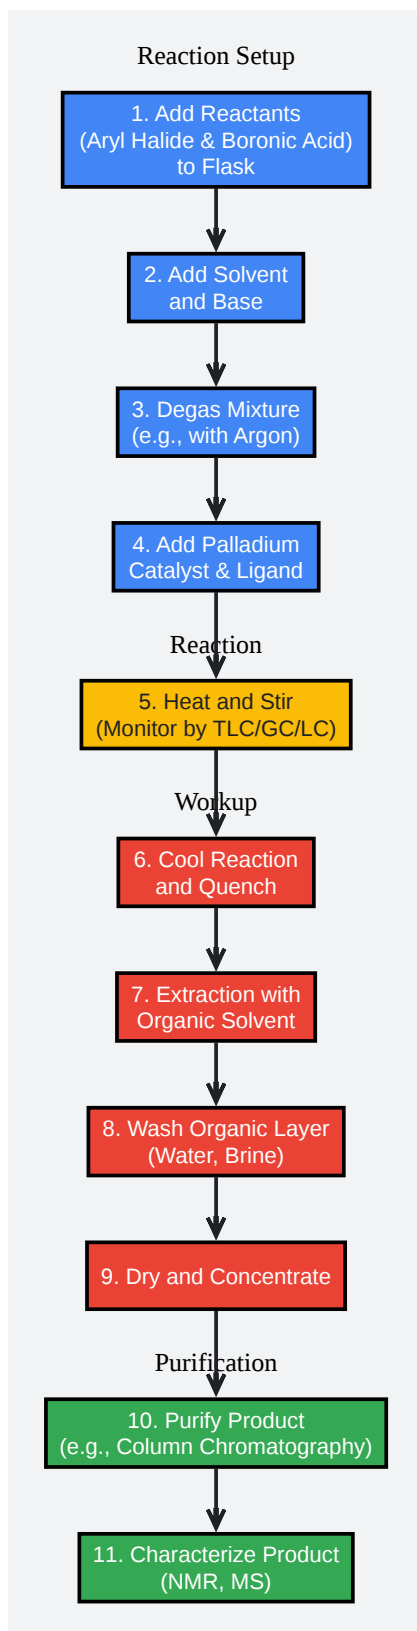 Reaction Setup
1. Add Reactants
(Aryl Halide & Boronic Acid)
to Flask
2. Add Solvent
and Base
3. Degas Mixture
(e.g., with Argon)
4. Add Palladium
Catalyst & Ligand
Reaction
5. Heat and Stir
(Monitor by TLC/GC/LC)
Workup
6. Cool Reaction
and Quench
7. Extraction with
Organic Solvent
8. Wash Organic Layer
(Water, Brine)
9. Dry and Concentrate
Purification
10. Purify Product
(e.g., Column Chromatography)
11. Characterize Product
(NMR, MS)